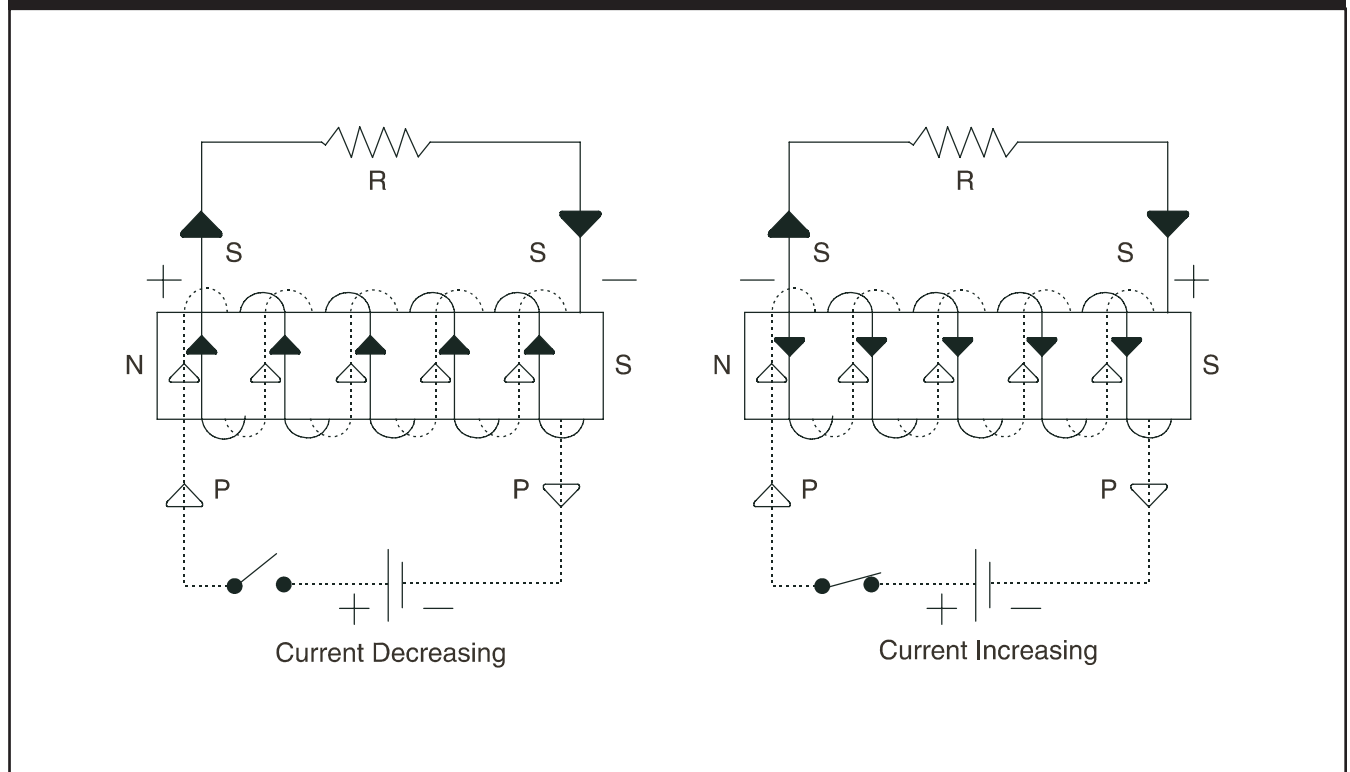 R R
S S S S
+ − − +
N S N S
P P P P
+ − + −
Current Decreasing Current Increasing